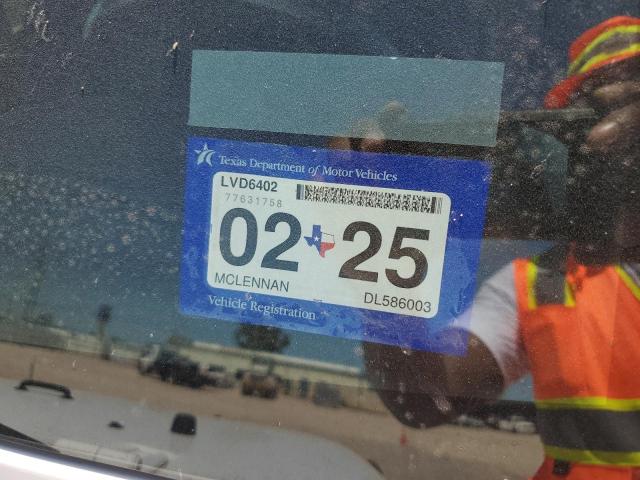 Texas Department of Motor Vehicles
LVD6402
77631758
02 25
MCLENNAN
DL586003
Vehicle Registration